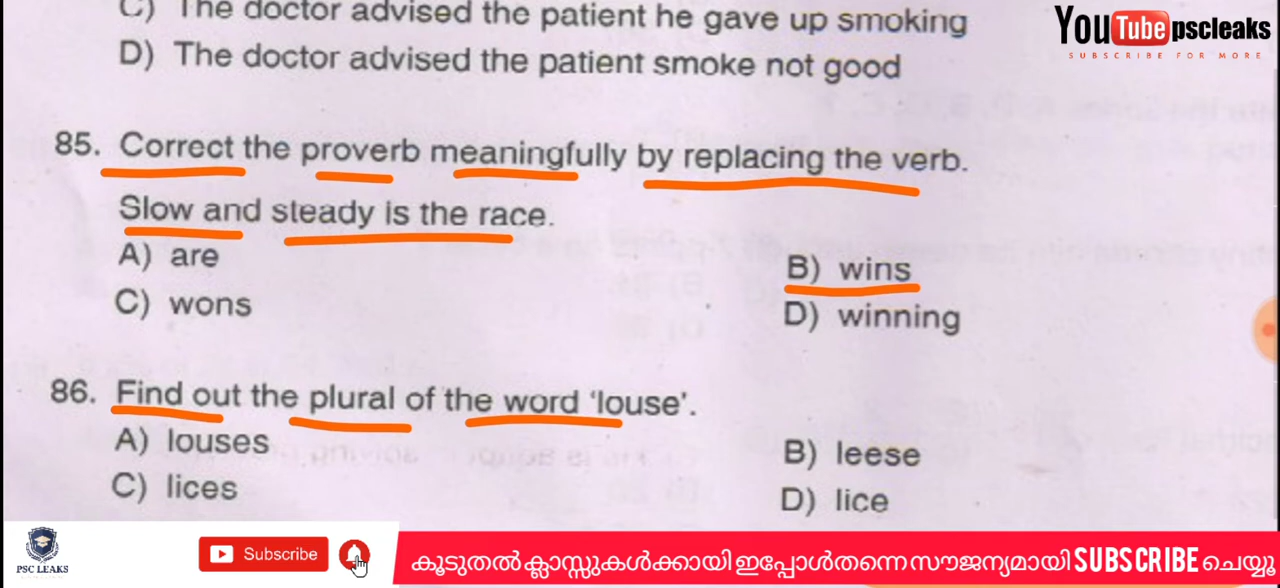 C) The doctor advised the patient he gave up smoking
D) The doctor advised the patient smoke not good
YouTube pscleaks
SUBSCRIBE FOR MORE
85. Correct the proverb meaningfully by replacing the verb.
Slow and steady is the race.
A) are
B) wins
C) wons
D) winning
86. Find out the plural of the word 'louse'.
A) louses
B) leese
C) lices
D) lice
PSC LEAKS
Subscribe
കൂടുതൽ ക്ലാസ്സുകൾക്കായി ഇപ്പോൾതന്നെ സൗജന്യമായി SUBSCRIBE ചെയ്യൂ